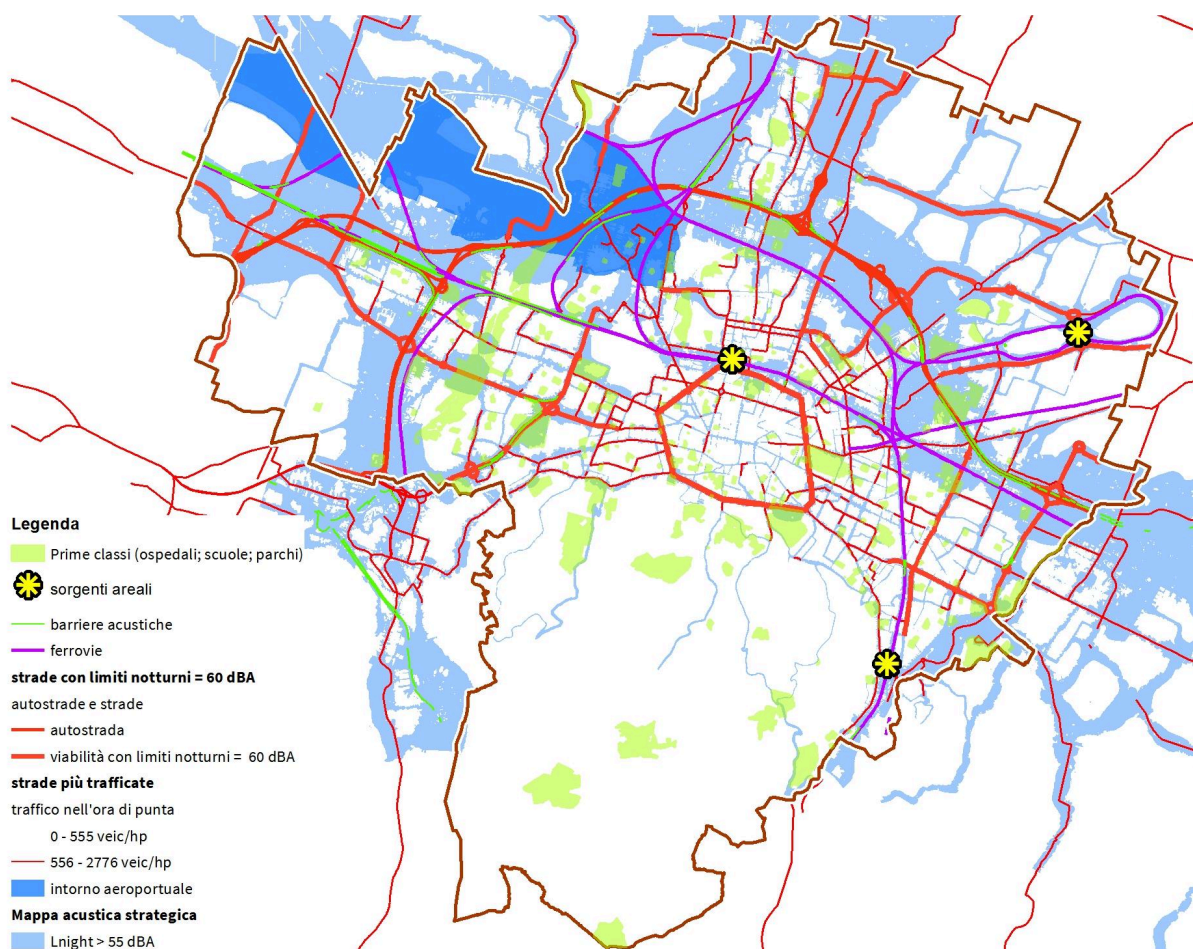 Legenda
Prime classi (ospedali; scuole; parchi)
sorgenti areali
barriere acustiche
ferrovie
strade con limiti notturni = 60 dBA
autostrade e strade
autostrada
viabilità con limiti notturni = 60 dBA
strade più trafficate
traffico nell'ora di punta
0 - 555 veic/hp
556 - 2776 veic/hp
intorno aeroportuale
Mappa acustica strategica
Lnight > 55 dBA